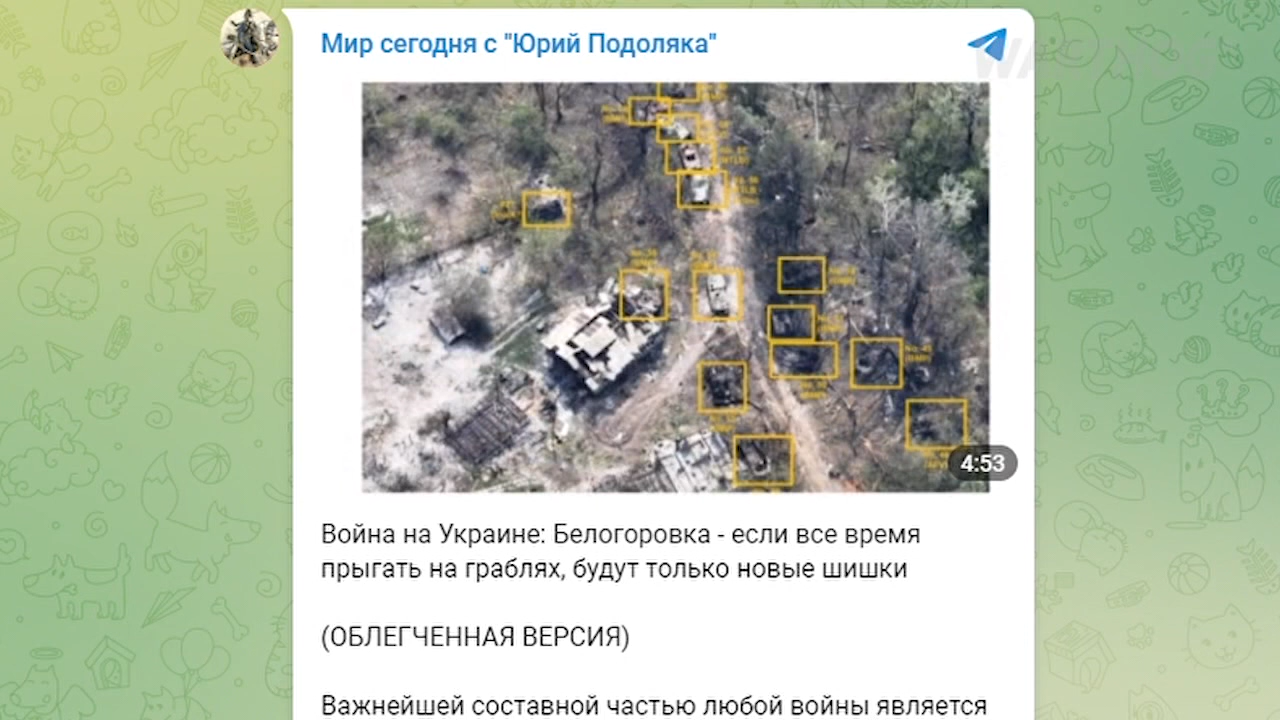 Мир сегодня с "Юрий Подоляка"
4:53
Война на Украине: Белогоровка - если все время
прыгать на граблях, будут только новые шишки
(ОБЛЕГЧЕННАЯ ВЕРСИЯ)
Важнейшей составной частью любой войны является